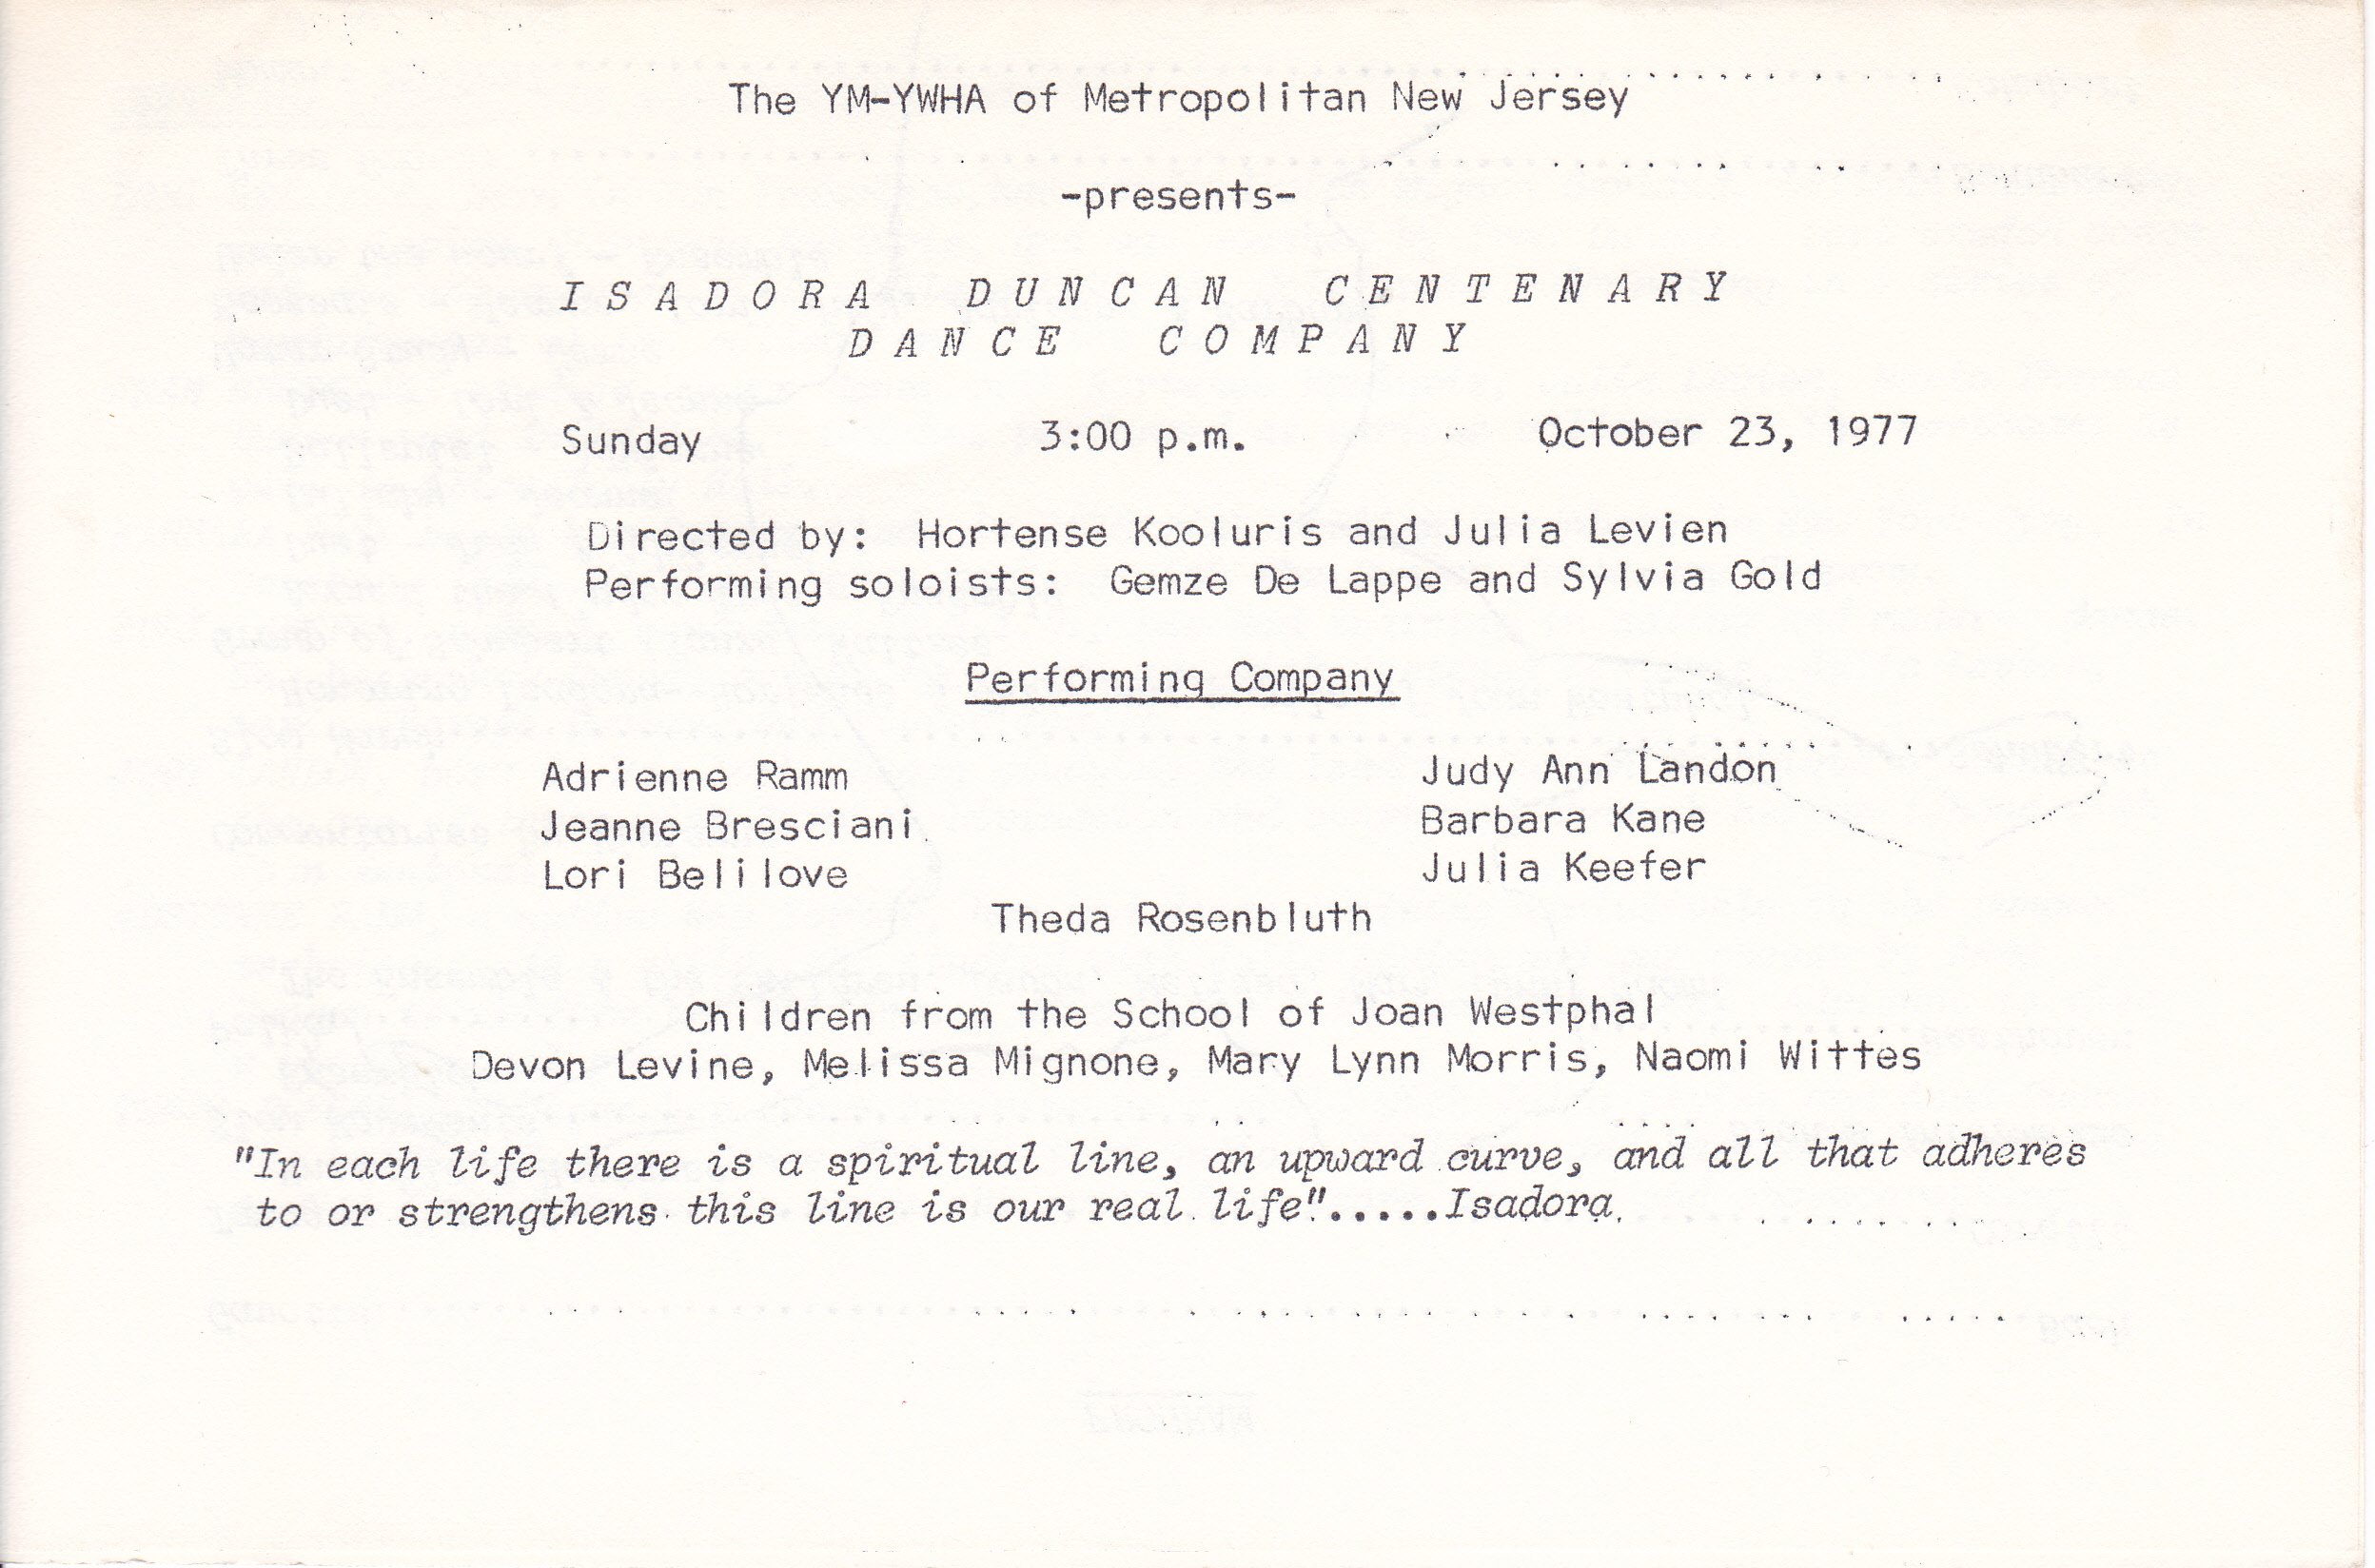 The YM-YWHA of Metropolitan New Jersey
-presents-
ISADORA DUNCAN CENTENARY
DANCE COMPANY
Sunday 3:00 p.m. October 23, 1977
Directed by: Hortense Kooluris and Julia Levien
Performing soloists: Gemze De Lappe and Sylvia Gold
Performing Company
Adrienne Ramm Judy Ann Landon
Jeanne Bresciani Barbara Kane
Lori Belilove Julia Keefer
Theda Rosenbluth
Children from the School of Joan Westphal
Devon Levine, Melissa Mignone, Mary Lynn Morris, Naomi Wittes
"In each life there is a spiritual line, an upward curve, and all that adheres
to or strengthens this line is our real life".....Isadora